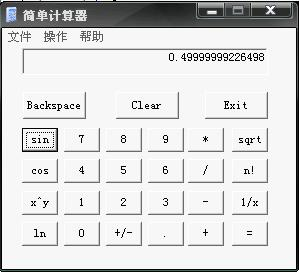 简单计算器
文件 操作 帮助
0.49999999226498
Backspace Clear Exit
sin 7 8 9 * sqrt
cos 4 5 6 / n!
x^y 1 2 3 - 1/x
ln 0 +/- . + =